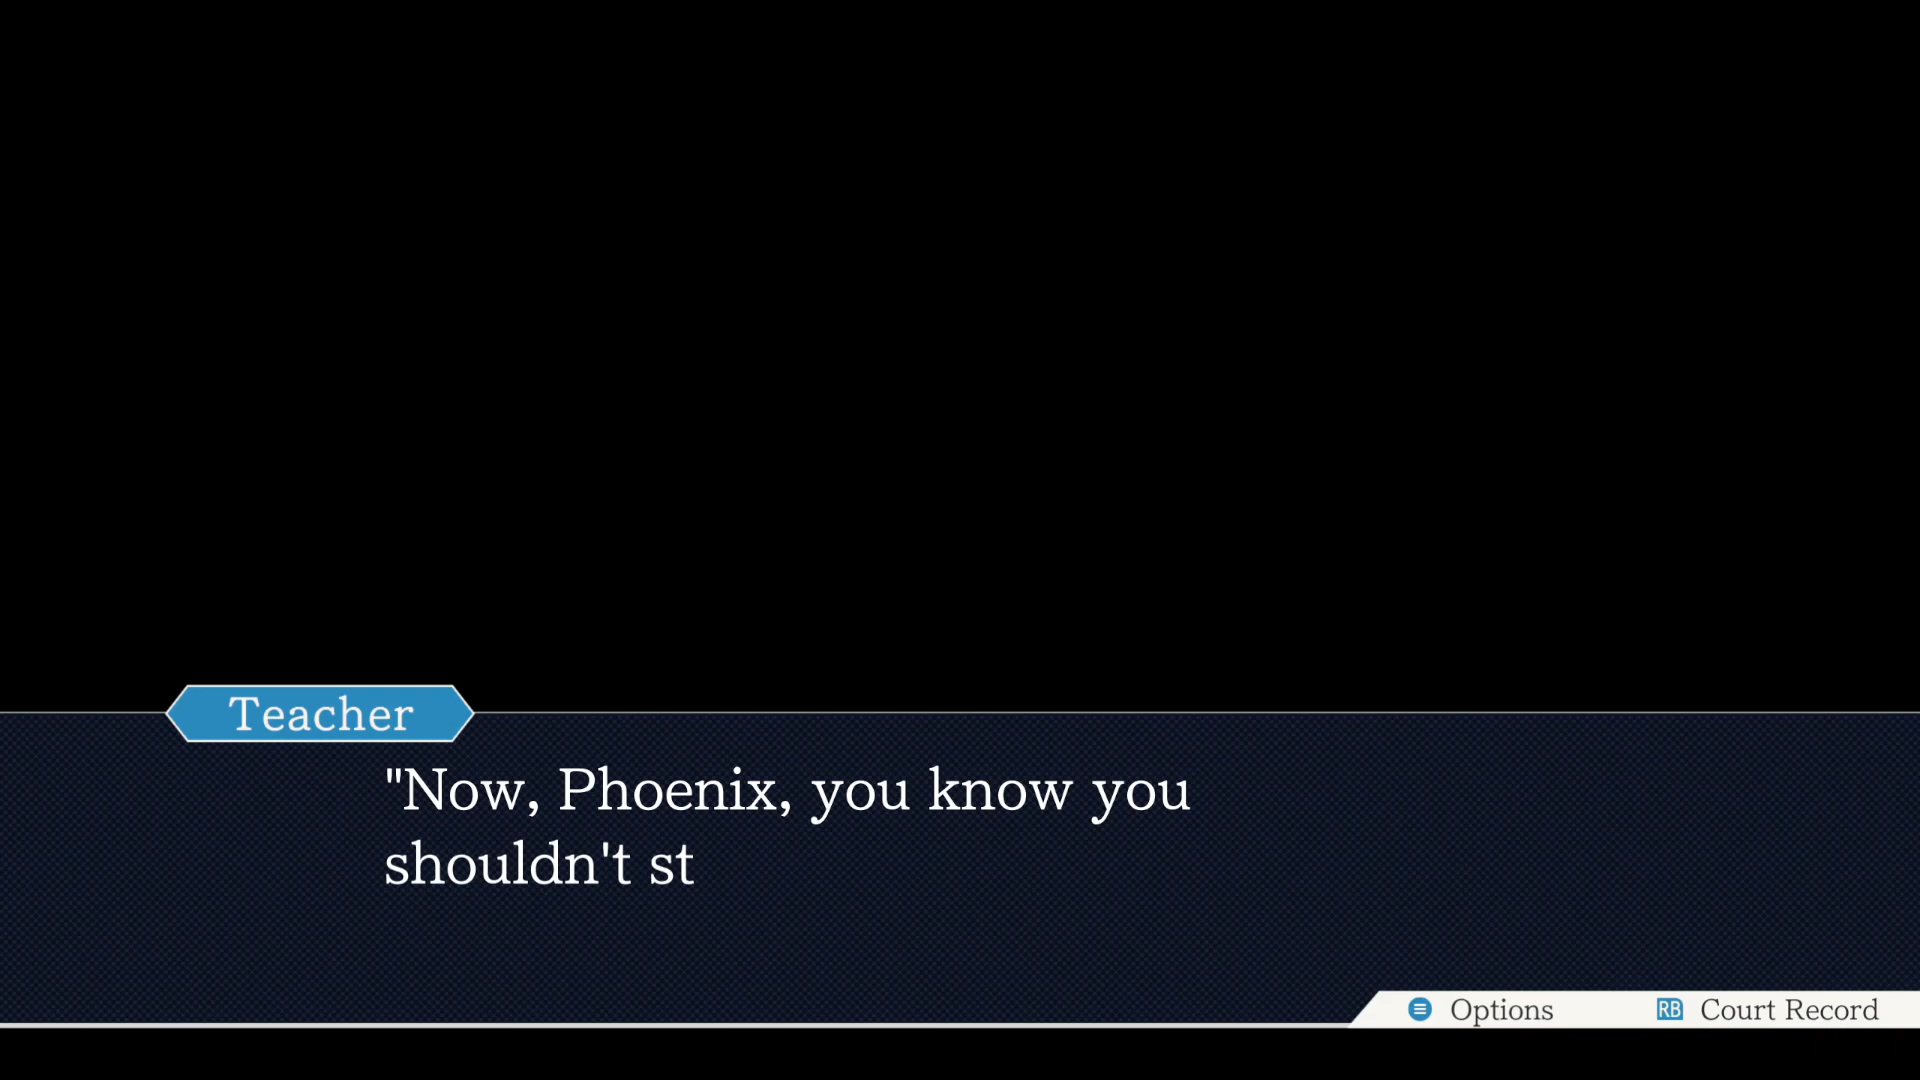 Teacher
"Now, Phoenix, you know you
shouldn't st
Options
RB Court Record